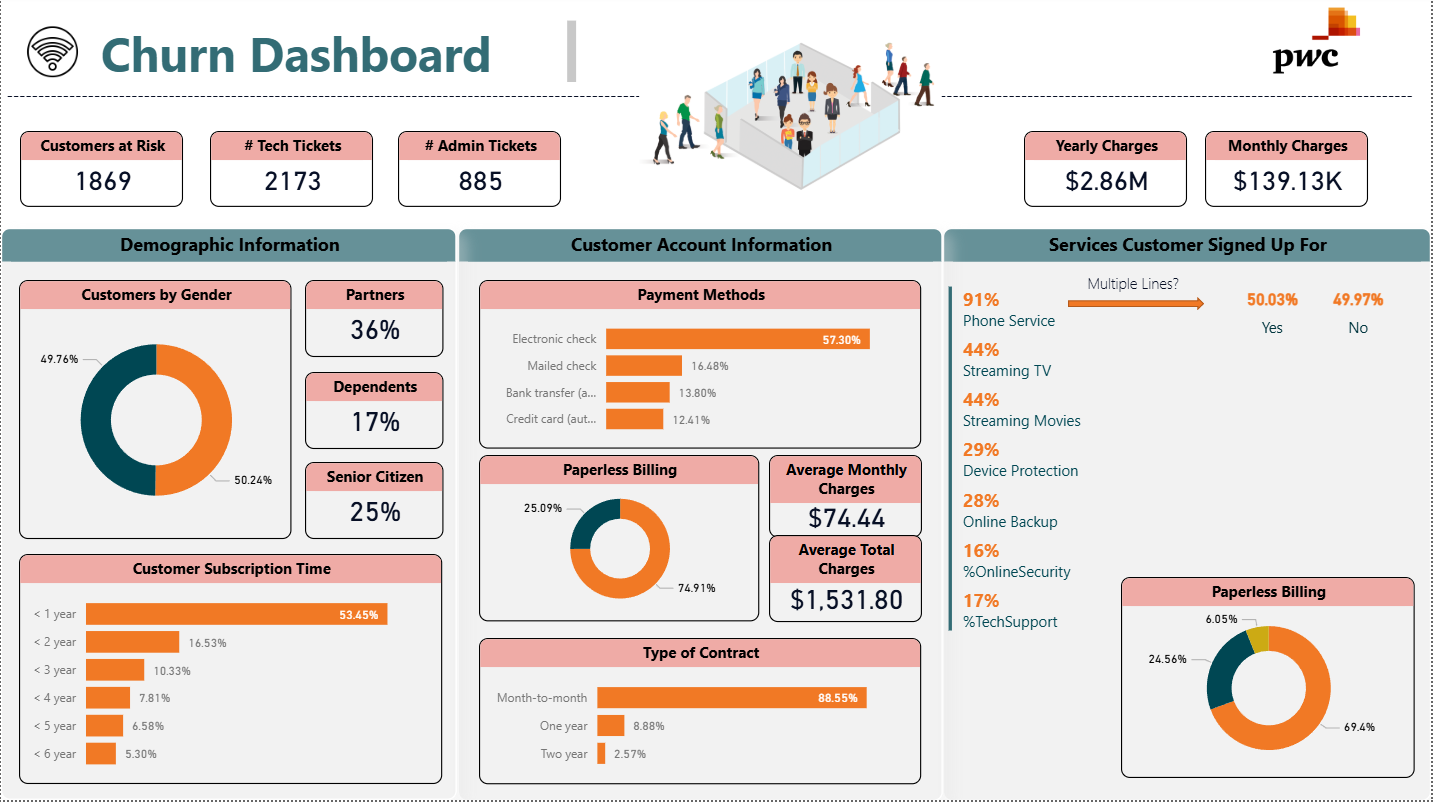 Churn Dashboard
pwc
Customers at Risk
1869
# Tech Tickets
2173
# Admin Tickets
885
Yearly Charges
$2.86M
Monthly Charges
$139.13K
Demographic Information
Customers by Gender
49.76%
50.24%
Partners
36%
Dependents
17%
Senior Citizen
25%
Customer Subscription Time
< 1 year 53.45%
< 2 year 16.53%
< 3 year 10.33%
< 4 year 7.81%
< 5 year 6.58%
< 6 year 5.30%
Customer Account Information
Payment Methods
Electronic check 57.30%
Mailed check 16.48%
Bank transfer (a... 13.80%
Credit card (aut... 12.41%
Paperless Billing
25.09%
74.91%
Average Monthly
Charges
$74.44
Average Total
Charges
$1,531.80
Type of Contract
Month-to-month 88.55%
One year 8.88%
Two year 2.57%
Services Customer Signed Up For
91%
Phone Service
Multiple Lines?
50.03% 49.97%
Yes No
44%
Streaming TV
44%
Streaming Movies
29%
Device Protection
28%
Online Backup
16%
%OnlineSecurity
17%
%TechSupport
Paperless Billing
6.05%
24.56%
69.4%